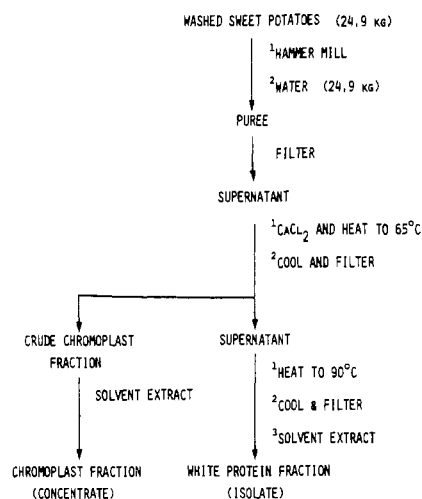 WASHED SWEET POTATOES (24.9 KG)
¹HAMMER MILL
²WATER (24.9 KG)
PUREE
FILTER
SUPERNATANT
¹CACL₂ AND HEAT TO 65°C
²COOL AND FILTER
CRUDE CHROMOPLAST
FRACTION
SUPERNATANT
¹HEAT TO 90°C
SOLVENT EXTRACT
²COOL & FILTER
³SOLVENT EXTRACT
CHROMOPLAST FRACTION
(CONCENTRATE)
WHITE PROTEIN FRACTION
(ISOLATE)